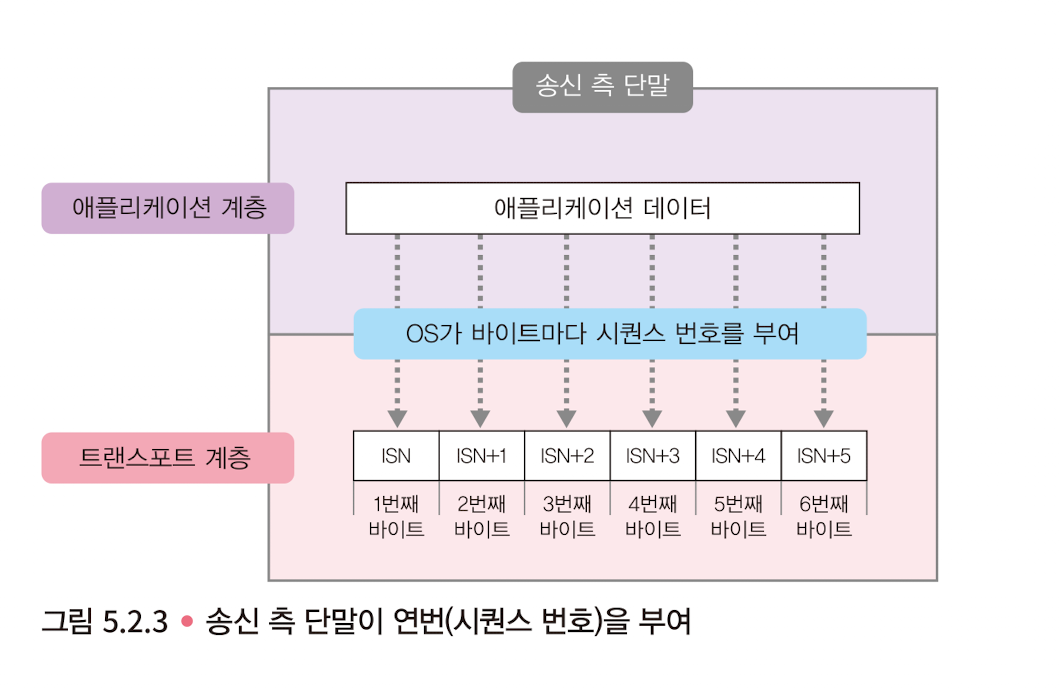 송신 측 단말
애플리케이션 계층
애플리케이션 데이터
OS가 바이트마다 시퀀스 번호를 부여
트랜스포트 계층
ISN ISN+1 ISN+2 ISN+3 ISN+4 ISN+5
1번째 2번째 3번째 4번째 5번째 6번째
바이트 바이트 바이트 바이트 바이트 바이트
그림 5.2.3 • 송신 측 단말이 연번(시퀀스 번호)을 부여